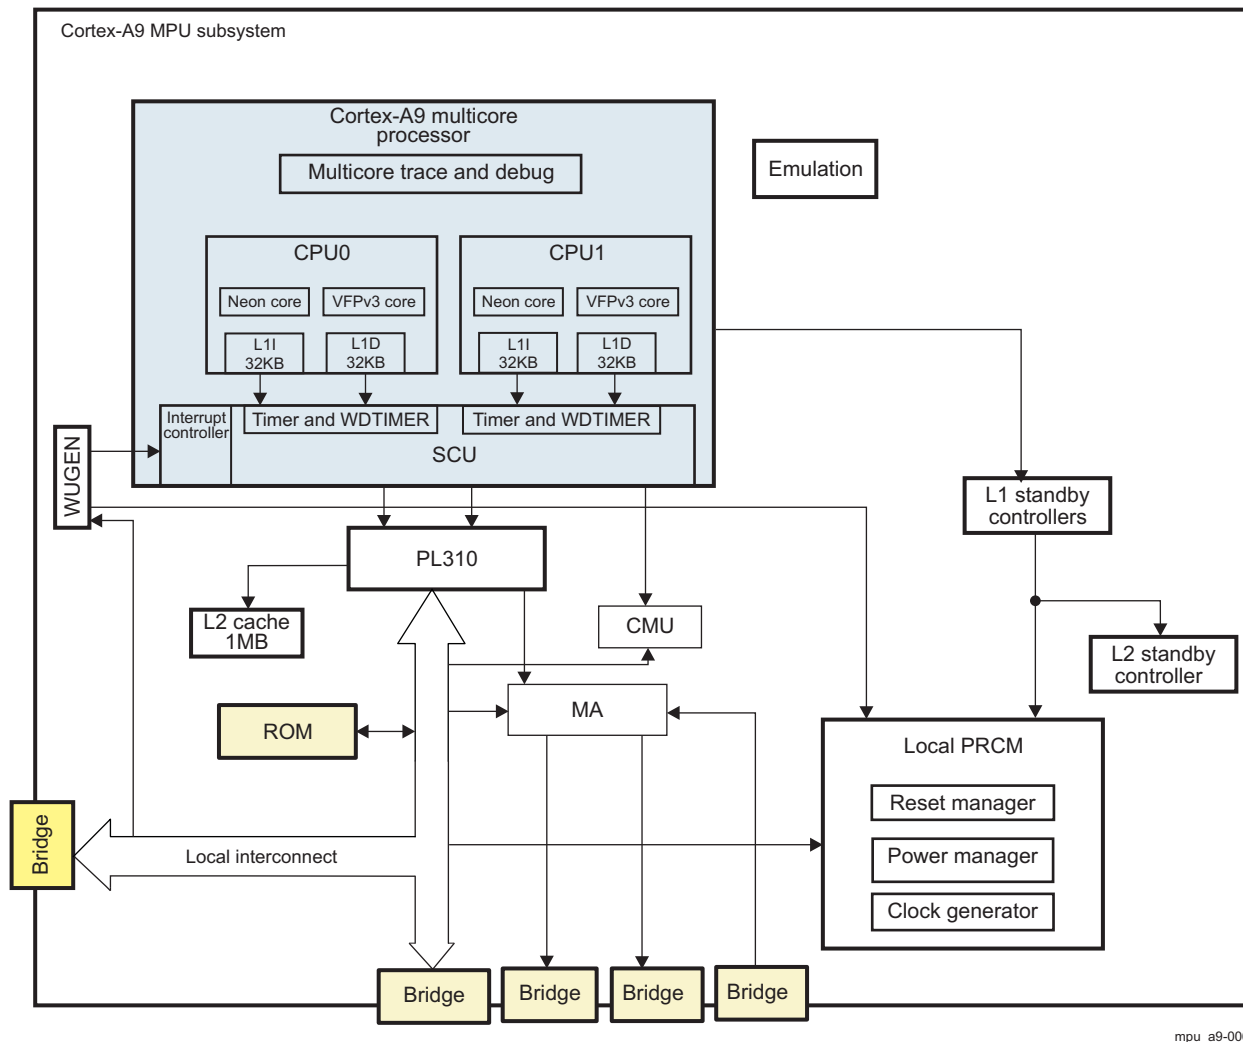 Cortex-A9 MPU subsystem
Cortex-A9 multicore
processor
Multicore trace and debug
Emulation
CPU0
CPU1
Neon core
VFPv3 core
Neon core
VFPv3 core
L1I
32KB
L1D
32KB
L1I
32KB
L1D
32KB
Interrupt
controller
Timer and WDTIMER
Timer and WDTIMER
SCU
WUGEN
L1 standby
controllers
PL310
L2 cache
1MB
CMU
L2 standby
controller
MA
ROM
Local PRCM
Reset manager
Power manager
Clock generator
Bridge
Local interconnect
Bridge
Bridge
Bridge
Bridge